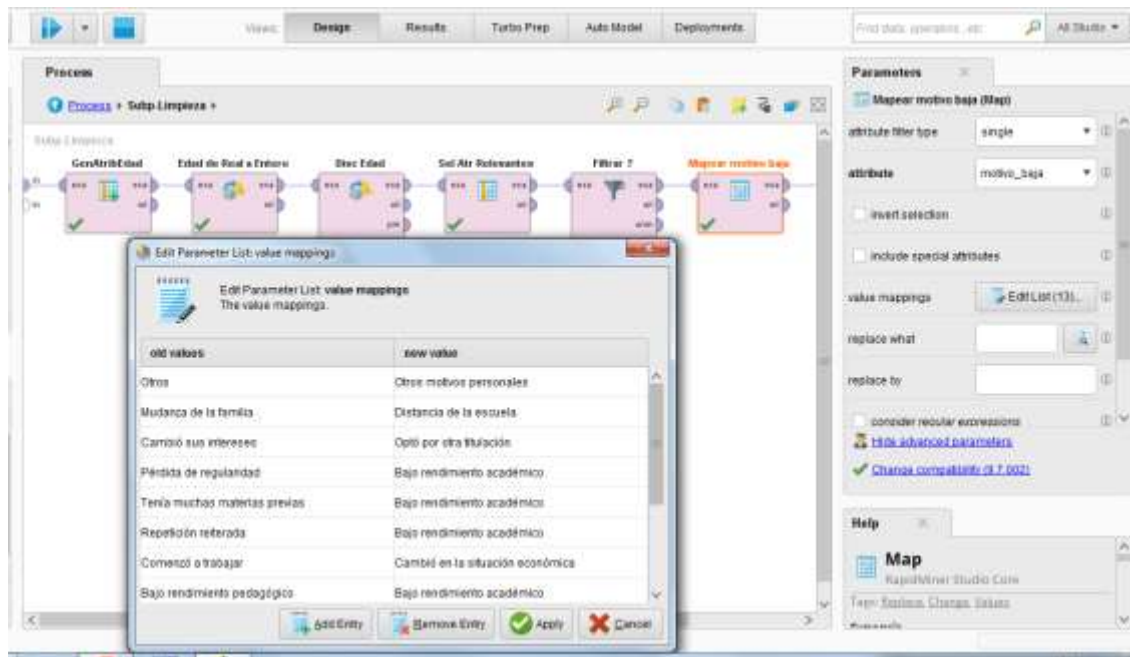 Views:
Design
Results
Turbo Prep
Auto Model
Deployments
Find data, operators, etc
All Studio
Process
Process
Subp-Limpieza
Subp-Limpieza
GenAtribEdad
Edad de Real a Entero
Disc Edad
Sel Atr Relevantes
Filtrar ?
Mapear motivo baja
Edit Parameter List: value mappings
Edit Parameter List: value mappings
The value mappings.
old values
new value
Otros
Otros motivos personales
Mudanza de la familia
Distancia de la escuela
Cambió sus intereses
Optó por otra titulación
Pérdida de regularidad
Bajo rendimiento académico
Tenía muchas materias previas
Bajo rendimiento académico
Repetición reiterada
Bajo rendimiento académico
Comenzó a trabajar
Cambió en la situación económica
Bajo rendimiento pedagógico
Bajo rendimiento académico
Add Entry
Remove Entry
Apply
Cancel
Parameters
Mapear motivo baja (Map)
attribute filter type
single
attribute
motivo_baja
invert selection
include special attributes
value mappings
Edit List (13)...
replace what
replace by
consider regular expressions
Hide advanced parameters
Change compatibility (9.7.002)
Help
Map
RapidMiner Studio Core
Tags: Replace, Change, Values